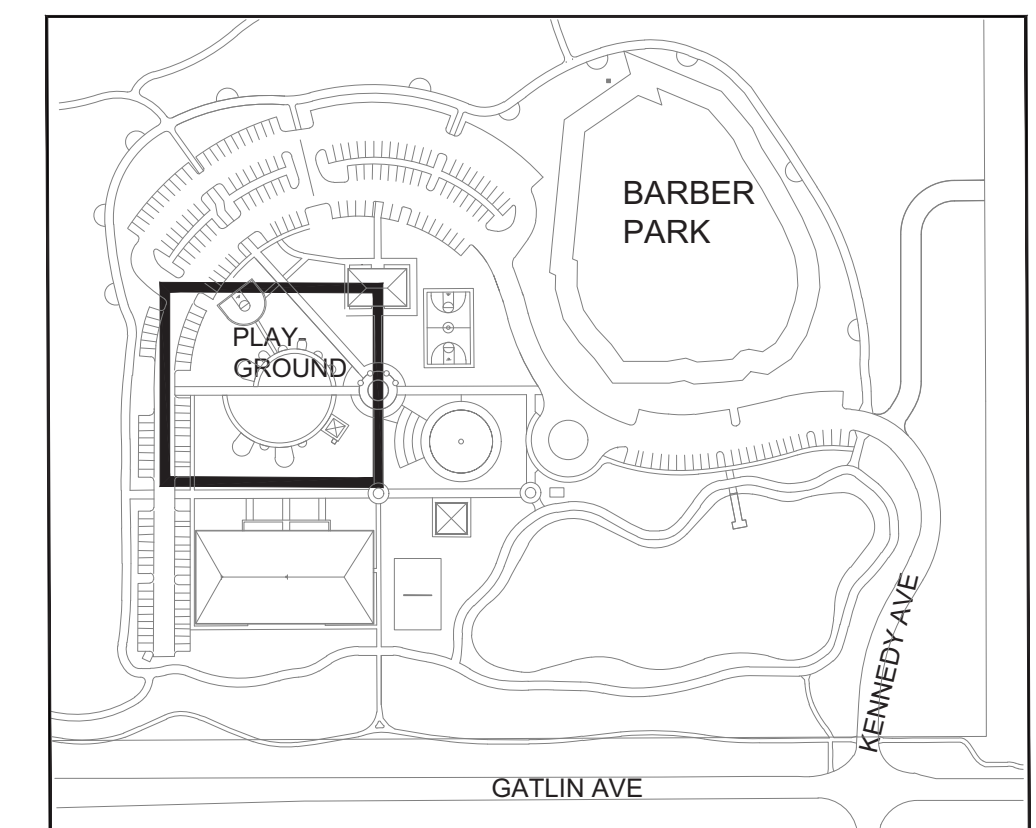 BARBER
PARK
PLAY-
GROUND
KENNEDY AVE
GATLIN AVE